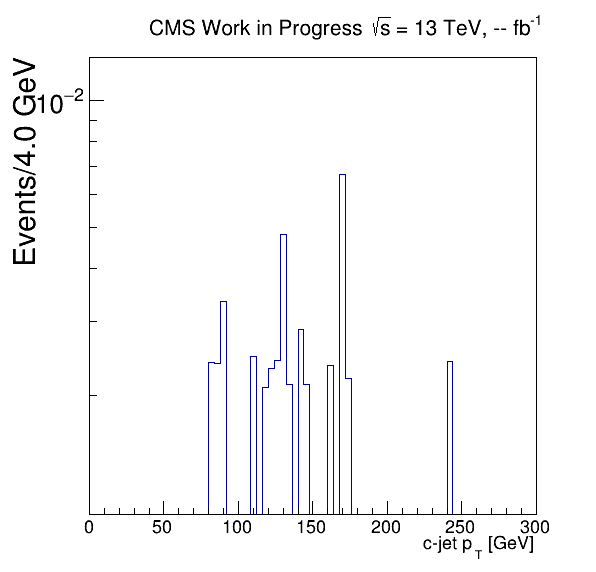 CMS Work in Progress √s = 13 TeV, -- fb⁻¹
Events/4.0 GeV
10⁻²
0 50 100 150 200 250 300
c-jet p_T [GeV]